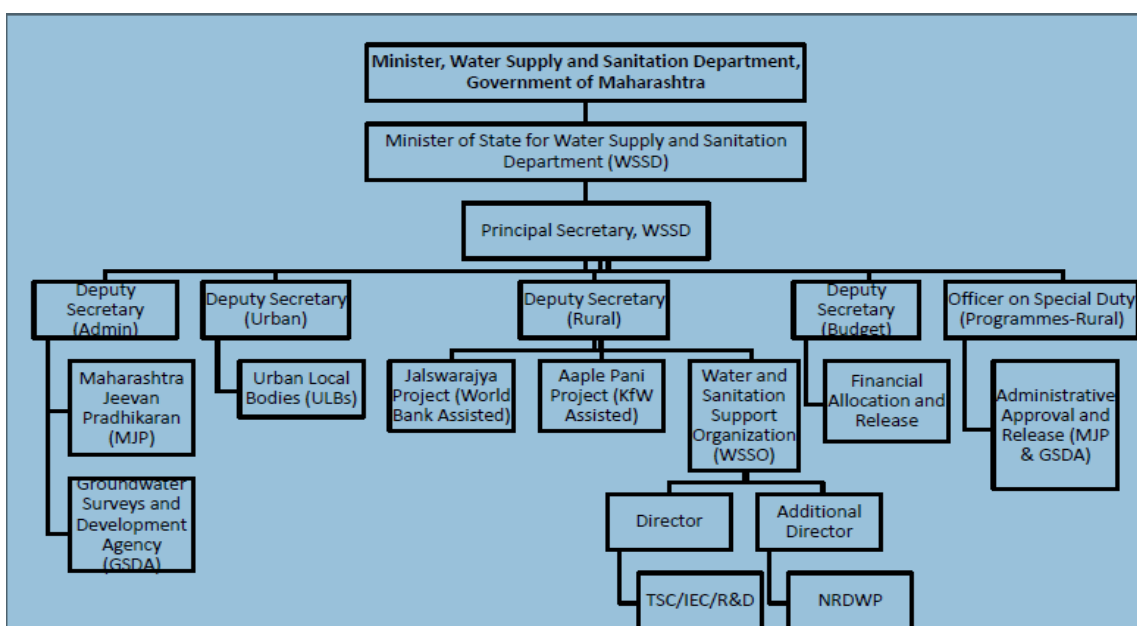 Minister, Water Supply and Sanitation Department,
Government of Maharashtra
Minister of State for Water Supply and Sanitation
Department (WSSD)
Principal Secretary, WSSD
Deputy
Secretary
(Admin)
Deputy Secretary
(Urban)
Deputy Secretary
(Rural)
Deputy
Secretary
(Budget)
Officer on Special Duty
(Programmes-Rural)
Maharashtra
Jeevan
Pradhikaran
(MJP)
Urban Local
Bodies (ULBs)
Jalswarajya
Project (World
Bank Assisted)
Aaple Pani
Project (KfW
Assisted)
Water and
Sanitation
Support
Organization
(WSSO)
Financial
Allocation and
Release
Administrative
Approval and
Release (MJP
& GSDA)
Groundwater
Surveys and
Development
Agency
(GSDA)
Director
Additional
Director
TSC/IEC/R&D
NRDWP